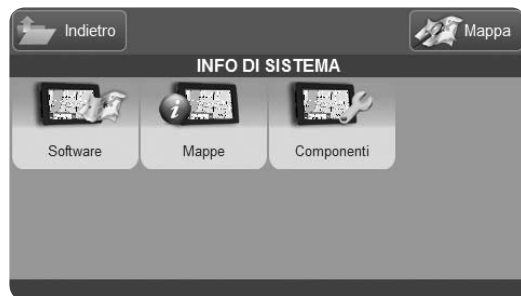 Indietro
Mappa
INFO DI SISTEMA
Software
Mappe
Componenti